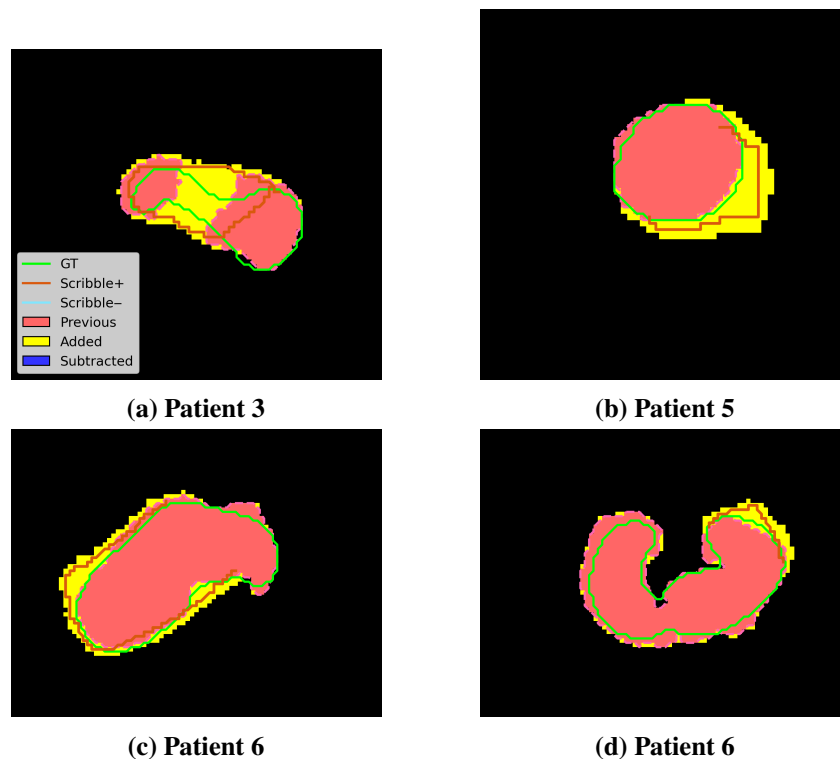 GT
Scribble+
Scribble−
Previous
Added
Subtracted
(a) Patient 3
(b) Patient 5
(c) Patient 6
(d) Patient 6